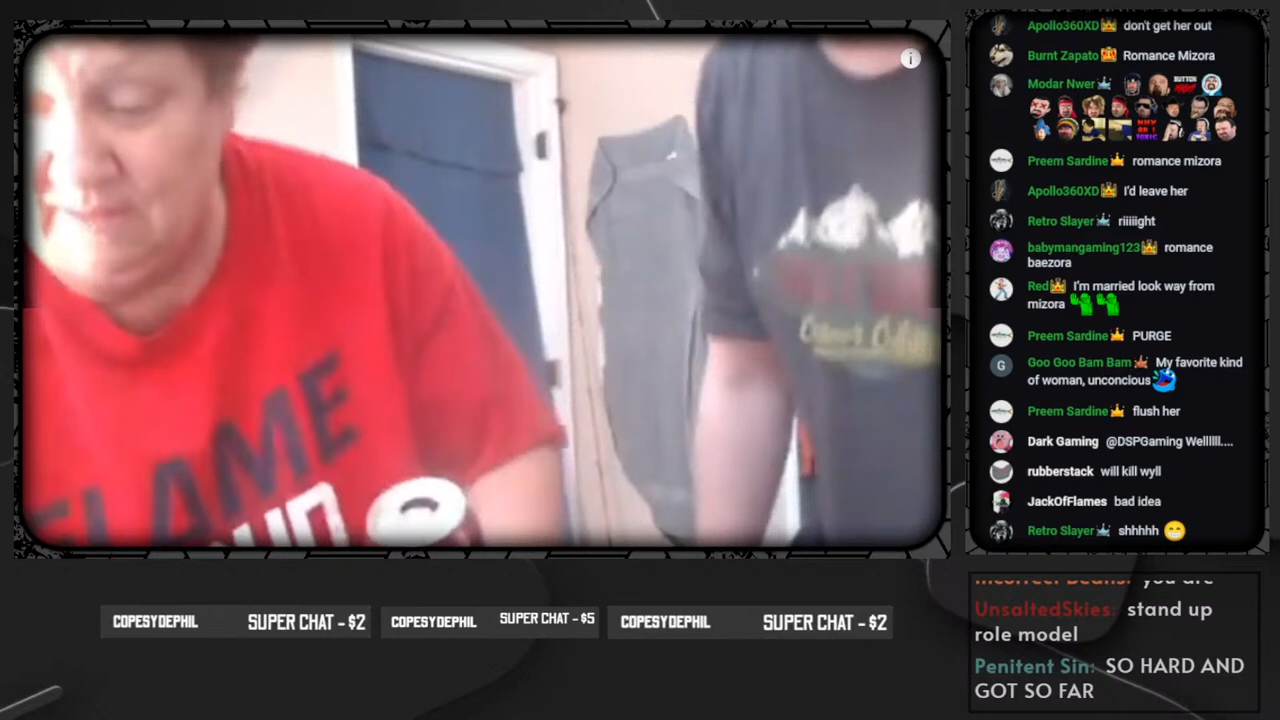 FLAME
COPESYDEPHIL SUPER CHAT - $2
COPESYDEPHIL SUPER CHAT - $5
COPESYDEPHIL SUPER CHAT - $2
Apollo360XD don't get her out
Burnt Zapato Romance Mizora
Modar Nwer
Preem Sardine romance mizora
Apollo360XD I'd leave her
Retro Slayer riiiiight
babymangaming123 romance
baezora
Red I'm married look way from
mizora
Preem Sardine PURGE
G Goo Goo Bam Bam My favorite kind
of woman, unconcious
Preem Sardine flush her
Dark Gaming @DSPGaming Wellllll....
rubberstack will kill wyll
JackOfFlames bad idea
Retro Slayer shhhhh
Incorrect Beans: you are
UnsaltedSkies: stand up
role model
Penitent Sin: SO HARD AND
GOT SO FAR